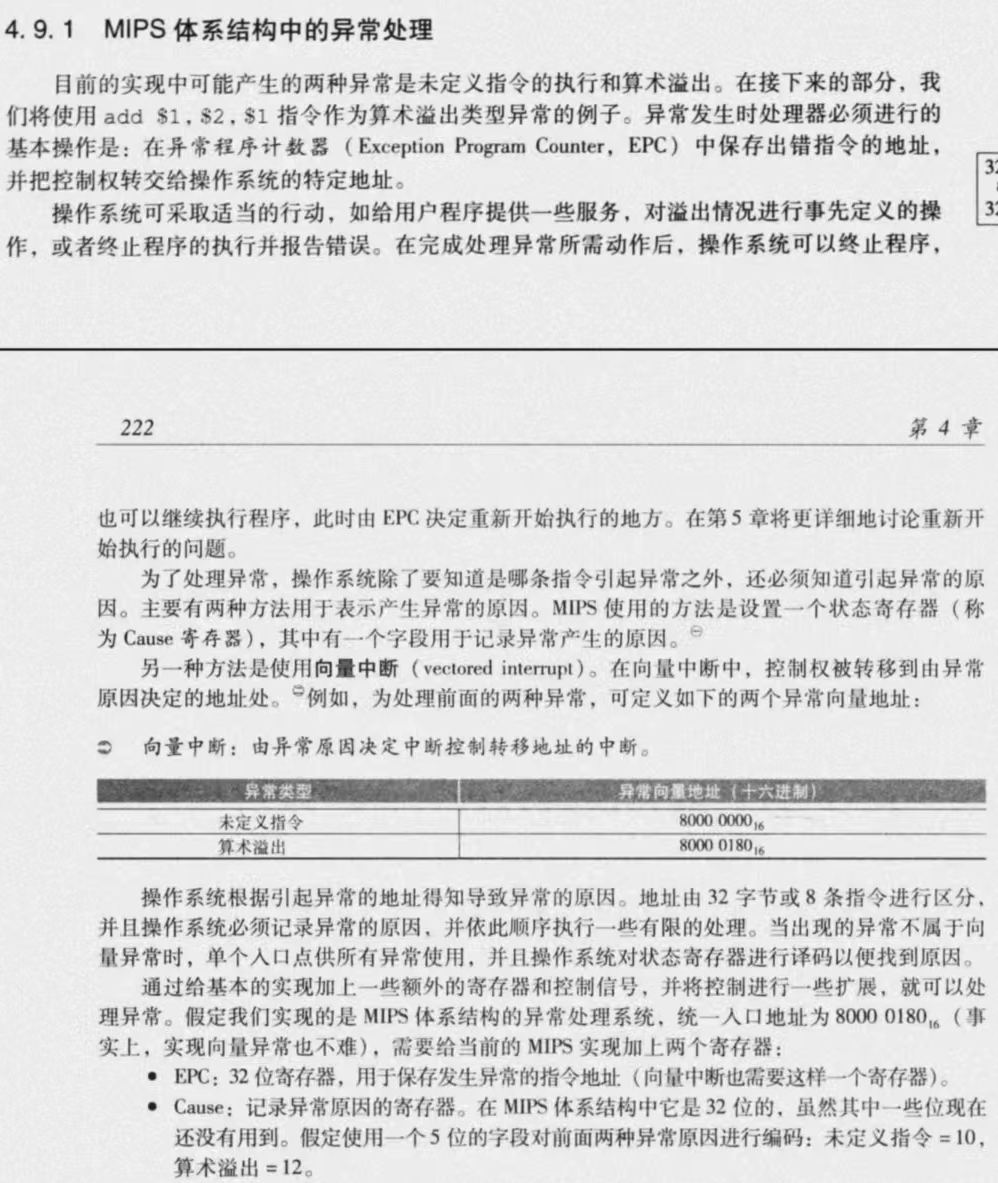 4.9.1 MIPS 体系结构中的异常处理
目前的实现中可能产生的两种异常是未定义指令的执行和算术溢出。在接下来的部分，我
们将使用 add $1, $2, $1 指令作为算术溢出类型异常的例子。异常发生时处理器必须进行的
基本操作是：在异常程序计数器（Exception Program Counter，EPC）中保存出错指令的地址，
并把控制权转交给操作系统的特定地址。
32
操作系统可采取适当的行动，如给用户程序提供一些服务，对溢出情况进行事先定义的操
32
作，或者终止程序的执行并报告错误。在完成处理异常所需动作后，操作系统可以终止程序，
222 第 4 章
也可以继续执行程序，此时由 EPC 决定重新开始执行的地方。在第 5 章将更详细地讨论重新开
始执行的问题。
为了处理异常，操作系统除了要知道是哪条指令引起异常之外，还必须知道引起异常的原
因。主要有两种方法用于表示产生异常的原因。MIPS 使用的方法是设置一个状态寄存器（称
为 Cause 寄存器），其中有一个字段用于记录异常产生的原因。㊀
另一种方法是使用向量中断（vectored interrupt）。在向量中断中，控制权被转移到由异常
原因决定的地址处。㊁例如，为处理前面的两种异常，可定义如下的两个异常向量地址：
向量中断：由异常原因决定中断控制转移地址的中断。
异常类型 异常向量地址（十六进制）
未定义指令 8000 0000₁₆
算术溢出 8000 0180₁₆
操作系统根据引起异常的地址得知导致异常的原因。地址由 32 字节或 8 条指令进行区分，
并且操作系统必须记录异常的原因，并依此顺序执行一些有限的处理。当出现的异常不属于向
量异常时，单个入口点供所有异常使用，并且操作系统对状态寄存器进行译码以便找到原因。
通过给基本的实现加上一些额外的寄存器和控制信号，并将控制进行一些扩展，就可以处
理异常。假定我们实现的是 MIPS 体系结构的异常处理系统，统一入口地址为 8000 0180₁₆（事
实上，实现向量异常也不难），需要给当前的 MIPS 实现加上两个寄存器：
• EPC：32 位寄存器，用于保存发生异常的指令地址（向量中断也需要这样一个寄存器）。
• Cause：记录异常原因的寄存器。在 MIPS 体系结构中它是 32 位的，虽然其中一些位现在
还没有用到。假定使用一个 5 位的字段对前面两种异常原因进行编码：未定义指令 = 10，
算术溢出 = 12。